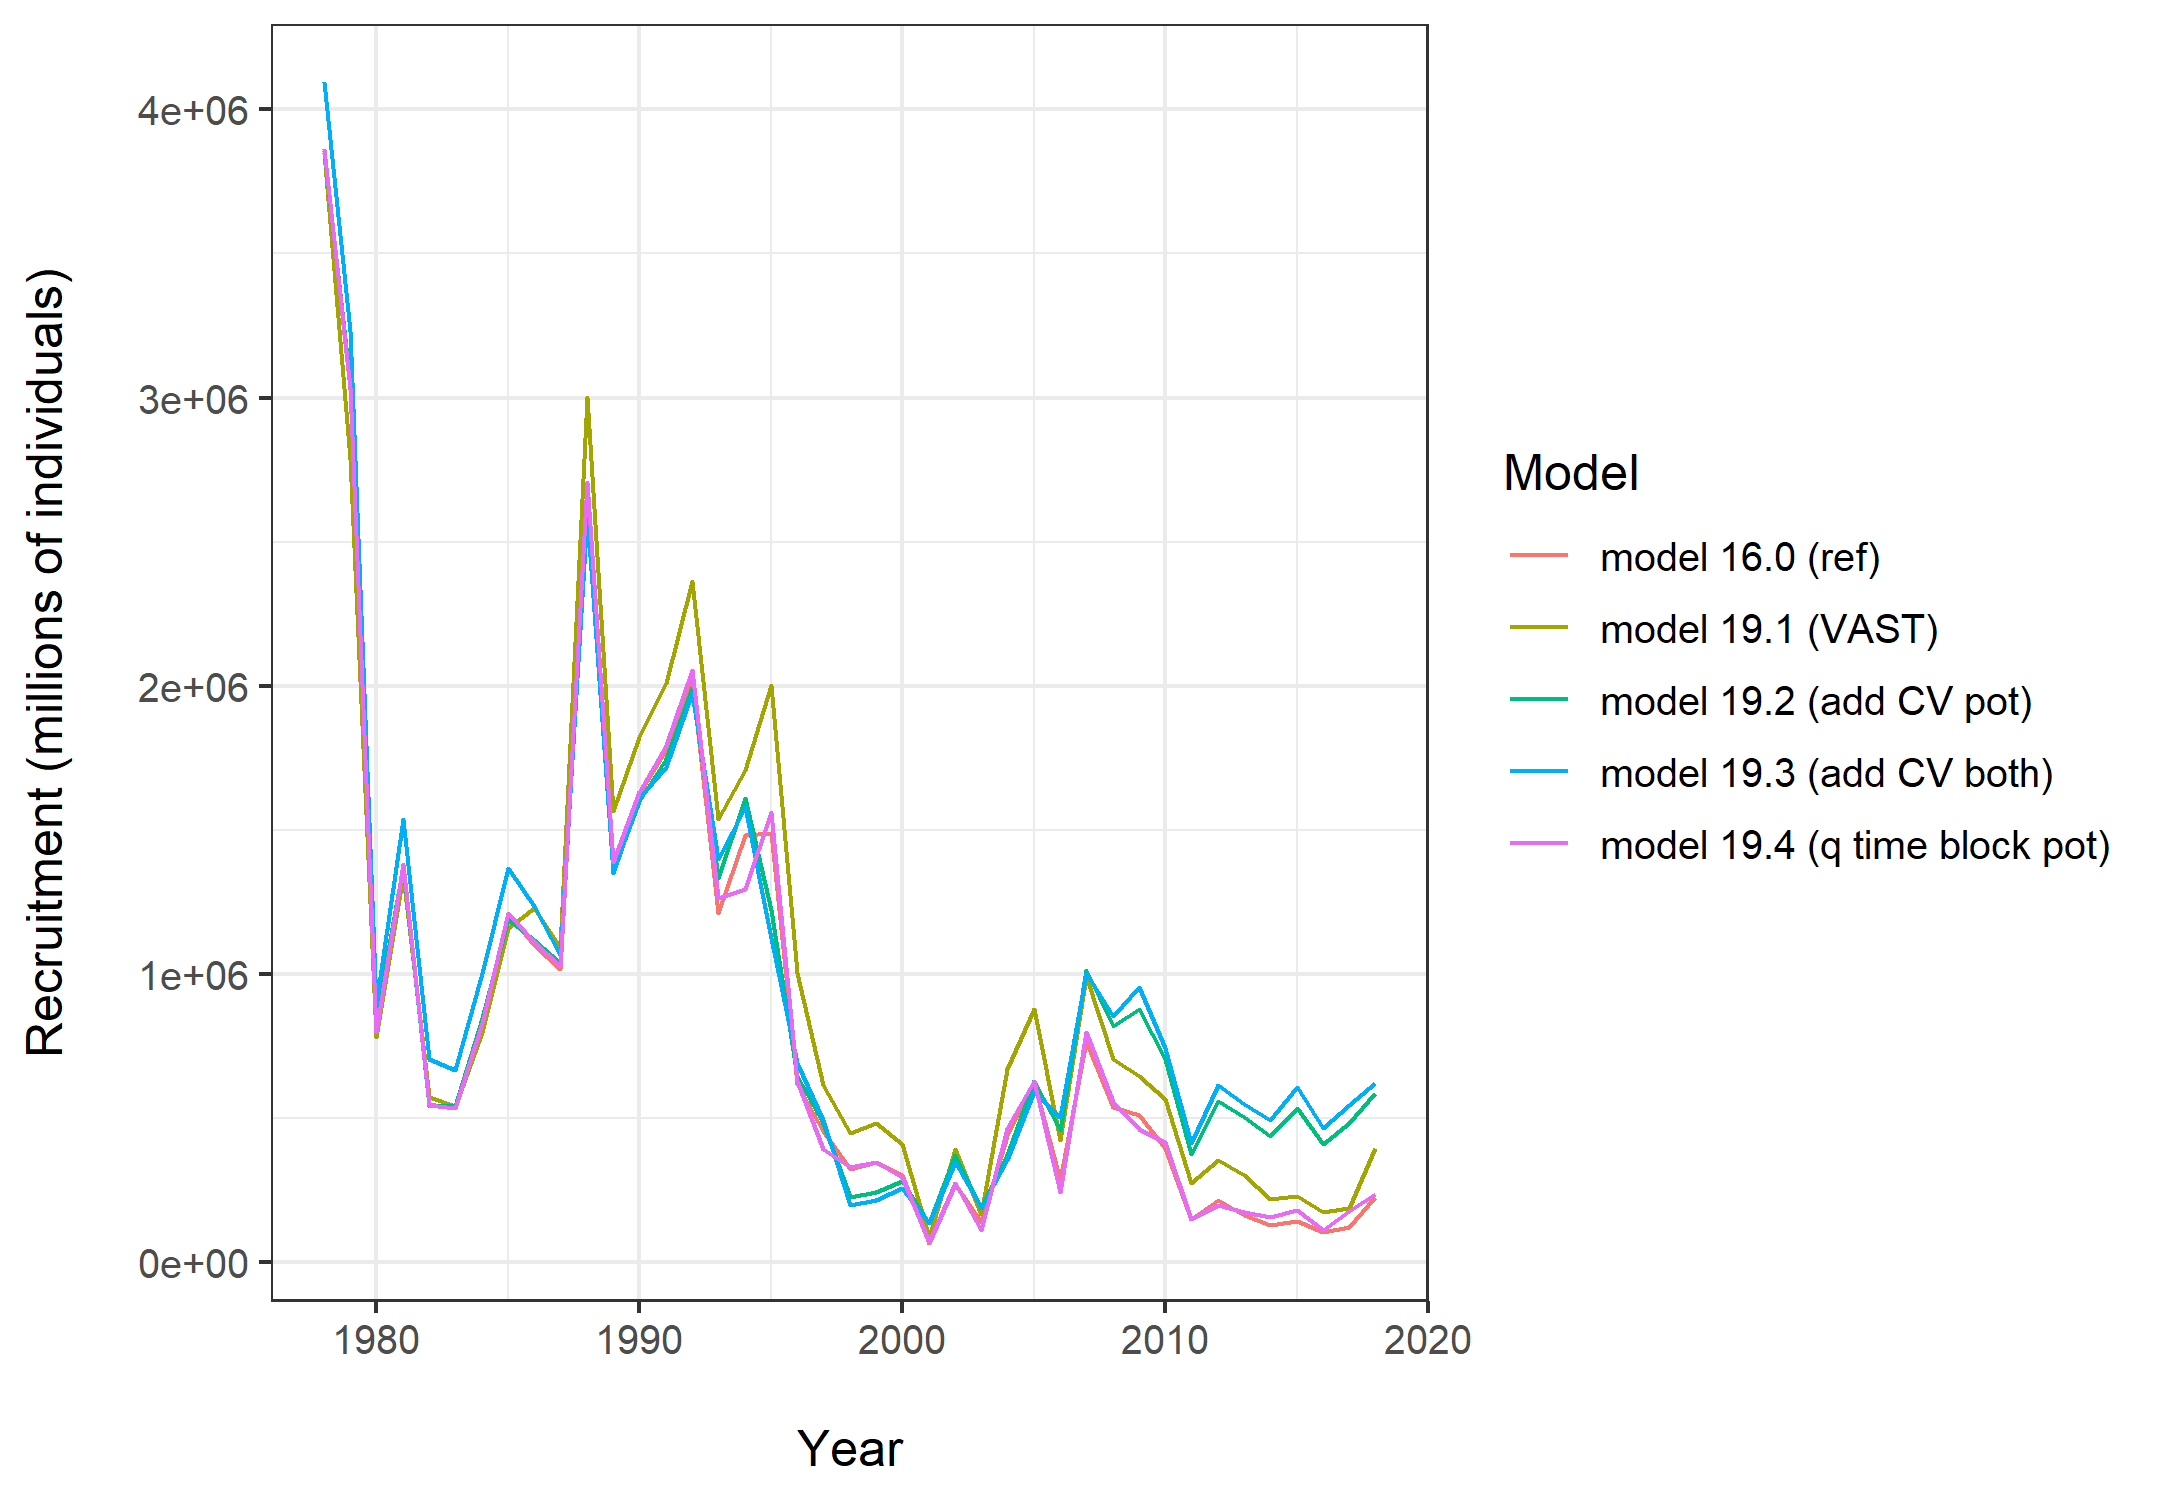 Recruitment (millions of individuals)
4e+06
3e+06
2e+06
1e+06
0e+00
1980
1990
2000
2010
2020
Year
Model
model 16.0 (ref)
model 19.1 (VAST)
model 19.2 (add CV pot)
model 19.3 (add CV both)
model 19.4 (q time block pot)